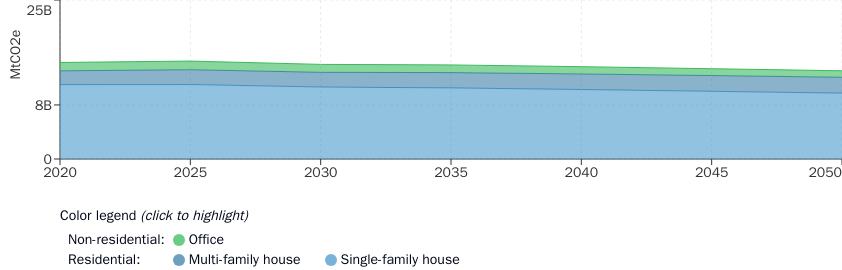 25B
MtCO2e
8B
0
2020 2025 2030 2035 2040 2045 2050
Color legend (click to highlight)
Non-residential: Office
Residential: Multi-family house Single-family house